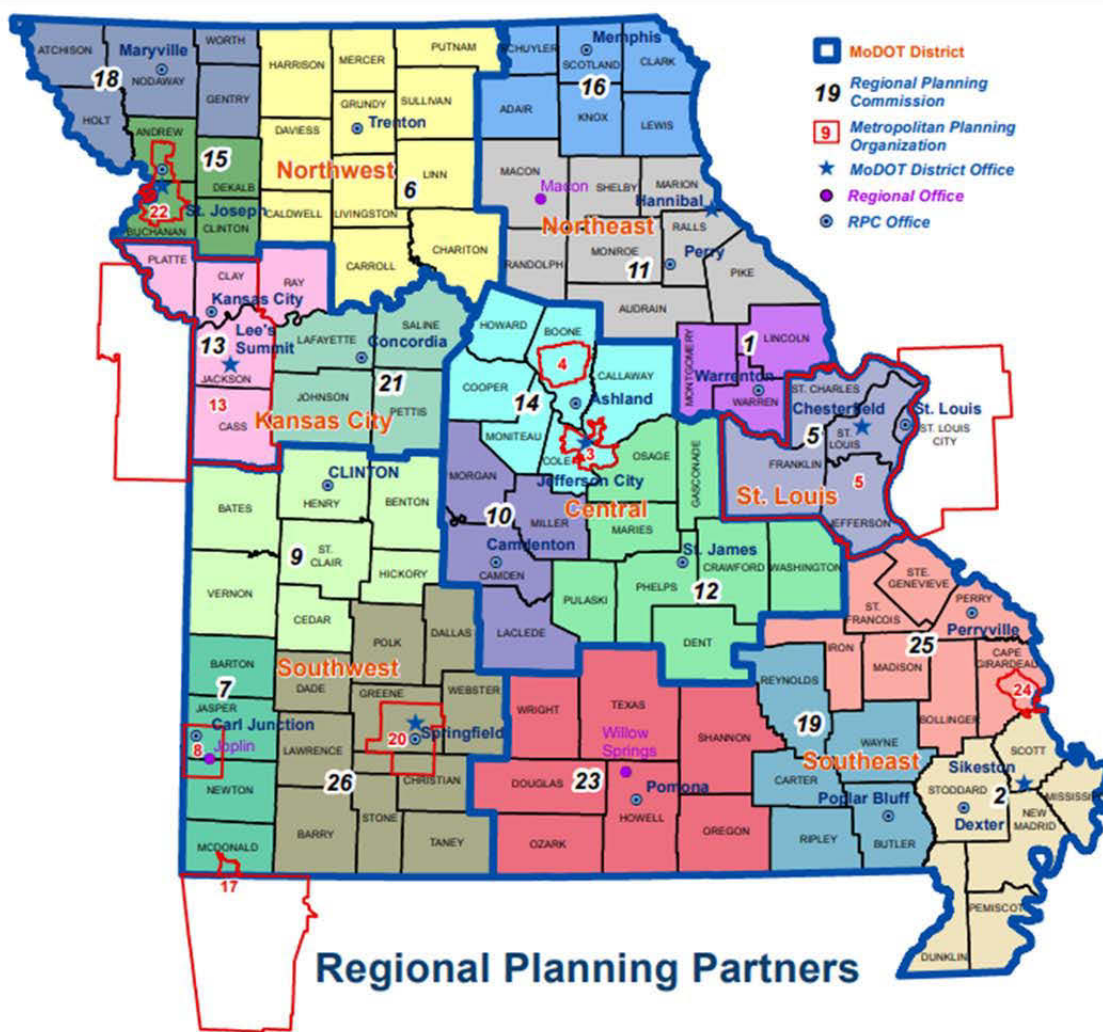 MoDOT District
19 Regional Planning
Commission
9 Metropolitan Planning
Organization
MoDOT District Office
Regional Office
RPC Office
ATCHISON
Maryville
WORTH
NODAWAY
18
GENTRY
HOLT
HARRISON
MERCER
PUTNAM
GRUNDY
SULLIVAN
Trenton
DAVIESS
Northwest
6
LINN
CALDWELL
LIVINGSTON
CARROLL
CHARITON
ANDREW
15
DEKALB
St. Joseph
22
BUCHANAN
CLINTON
SCHUYLER
Memphis
SCOTLAND
CLARK
16
ADAIR
KNOX
LEWIS
MACON
Macon
SHELBY
MARION
Hannibal
Northeast
RALLS
MONROE
11
Perry
RANDOLPH
PIKE
AUDRAIN
PLATTE
CLAY
RAY
Kansas City
13
Lee's
Summit
JACKSON
13
CASS
Kansas City
LAFAYETTE
SALINE
Concordia
JOHNSON
21
PETTIS
HOWARD
BOONE
4
COOPER
CALLAWAY
14
Ashland
MONITEAU
COLE
3
Jefferson City
Central
MONTGOMERY
1
LINCOLN
Warrenton
WARREN
ST. CHARLES
Chesterfield
St. Louis
5
ST.
LOUIS
ST. LOUIS
CITY
FRANKLIN
5
St. Louis
JEFFERSON
OSAGE
GASCONADE
MARIES
St. James
CRAWFORD
WASHINGTON
PHELPS
12
PULASKI
DENT
MORGAN
10
MILLER
Camdenton
CAMDEN
LACLEDE
CLINTON
HENRY
BATES
BENTON
9
ST.
CLAIR
HICKORY
VERNON
CEDAR
BARTON
7
JASPER
Carl Junction
8
Joplin
NEWTON
MCDONALD
17
POLK
DALLAS
Southwest
DADE
GREENE
WEBSTER
20
Springfield
LAWRENCE
26
CHRISTIAN
STONE
BARRY
TANEY
WRIGHT
TEXAS
Willow
Springs
SHANNON
DOUGLAS
23
Pomona
HOWELL
OZARK
OREGON
STE.
GENEVIEVE
ST.
FRANCOIS
PERRY
Perryville
IRON
25
MADISON
CAPE
GIRARDEAU
24
BOLLINGER
REYNOLDS
19
WAYNE
Southeast
CARTER
Poplar Bluff
RIPLEY
BUTLER
SCOTT
Sikeston
STODDARD
2
MISSISSIPPI
NEW
MADRID
Dexter
PEMISCOT
DUNKLIN
Regional Planning Partners